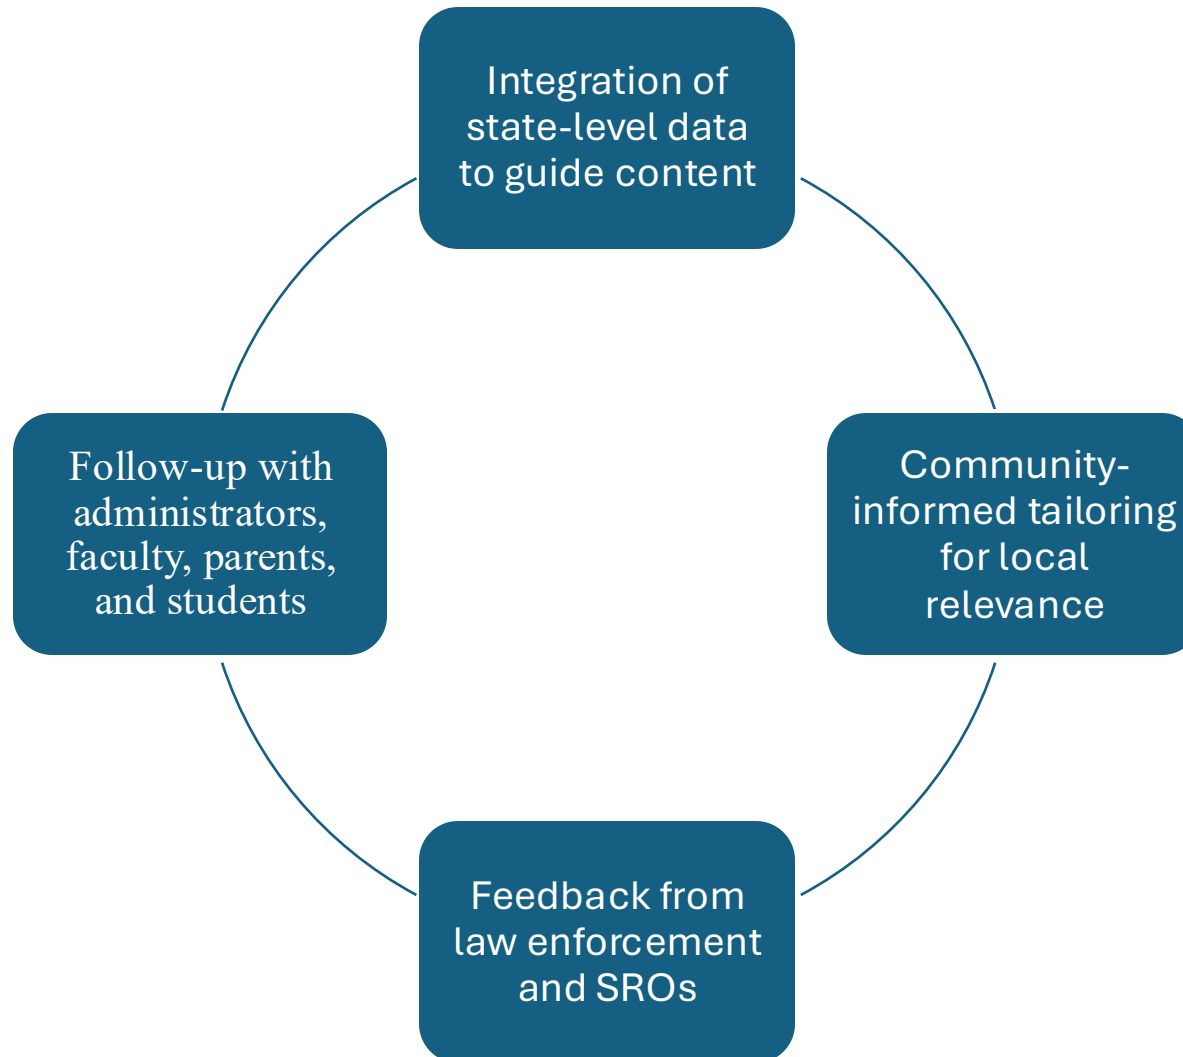 Integration of
state-level data
to guide content
Community-
informed tailoring
for local
relevance
Feedback from
law enforcement
and SROs
Follow-up with
administrators,
faculty, parents,
and students